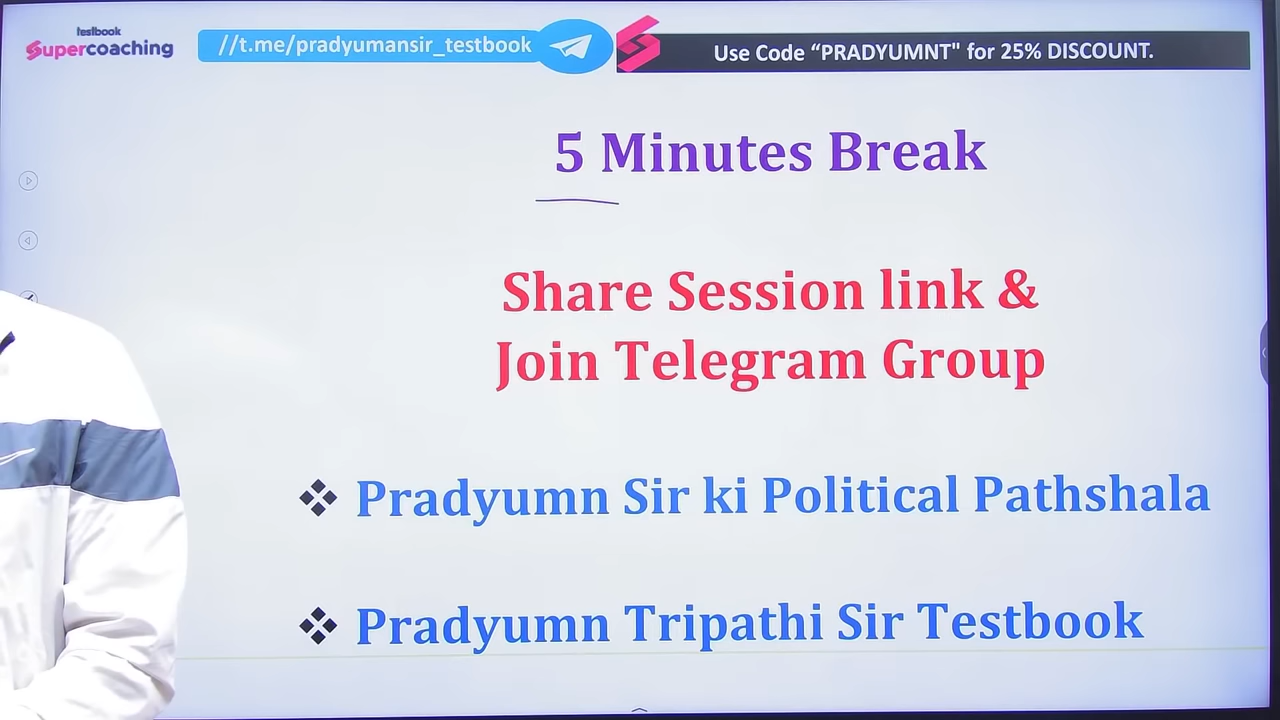 testbook
Supercoaching
//t.me/pradyumansir_testbook
Use Code “PRADYUMNT" for 25% DISCOUNT.
5 Minutes Break
Share Session link &
Join Telegram Group
❖ Pradyumn Sir ki Political Pathshala
❖ Pradyumn Tripathi Sir Testbook